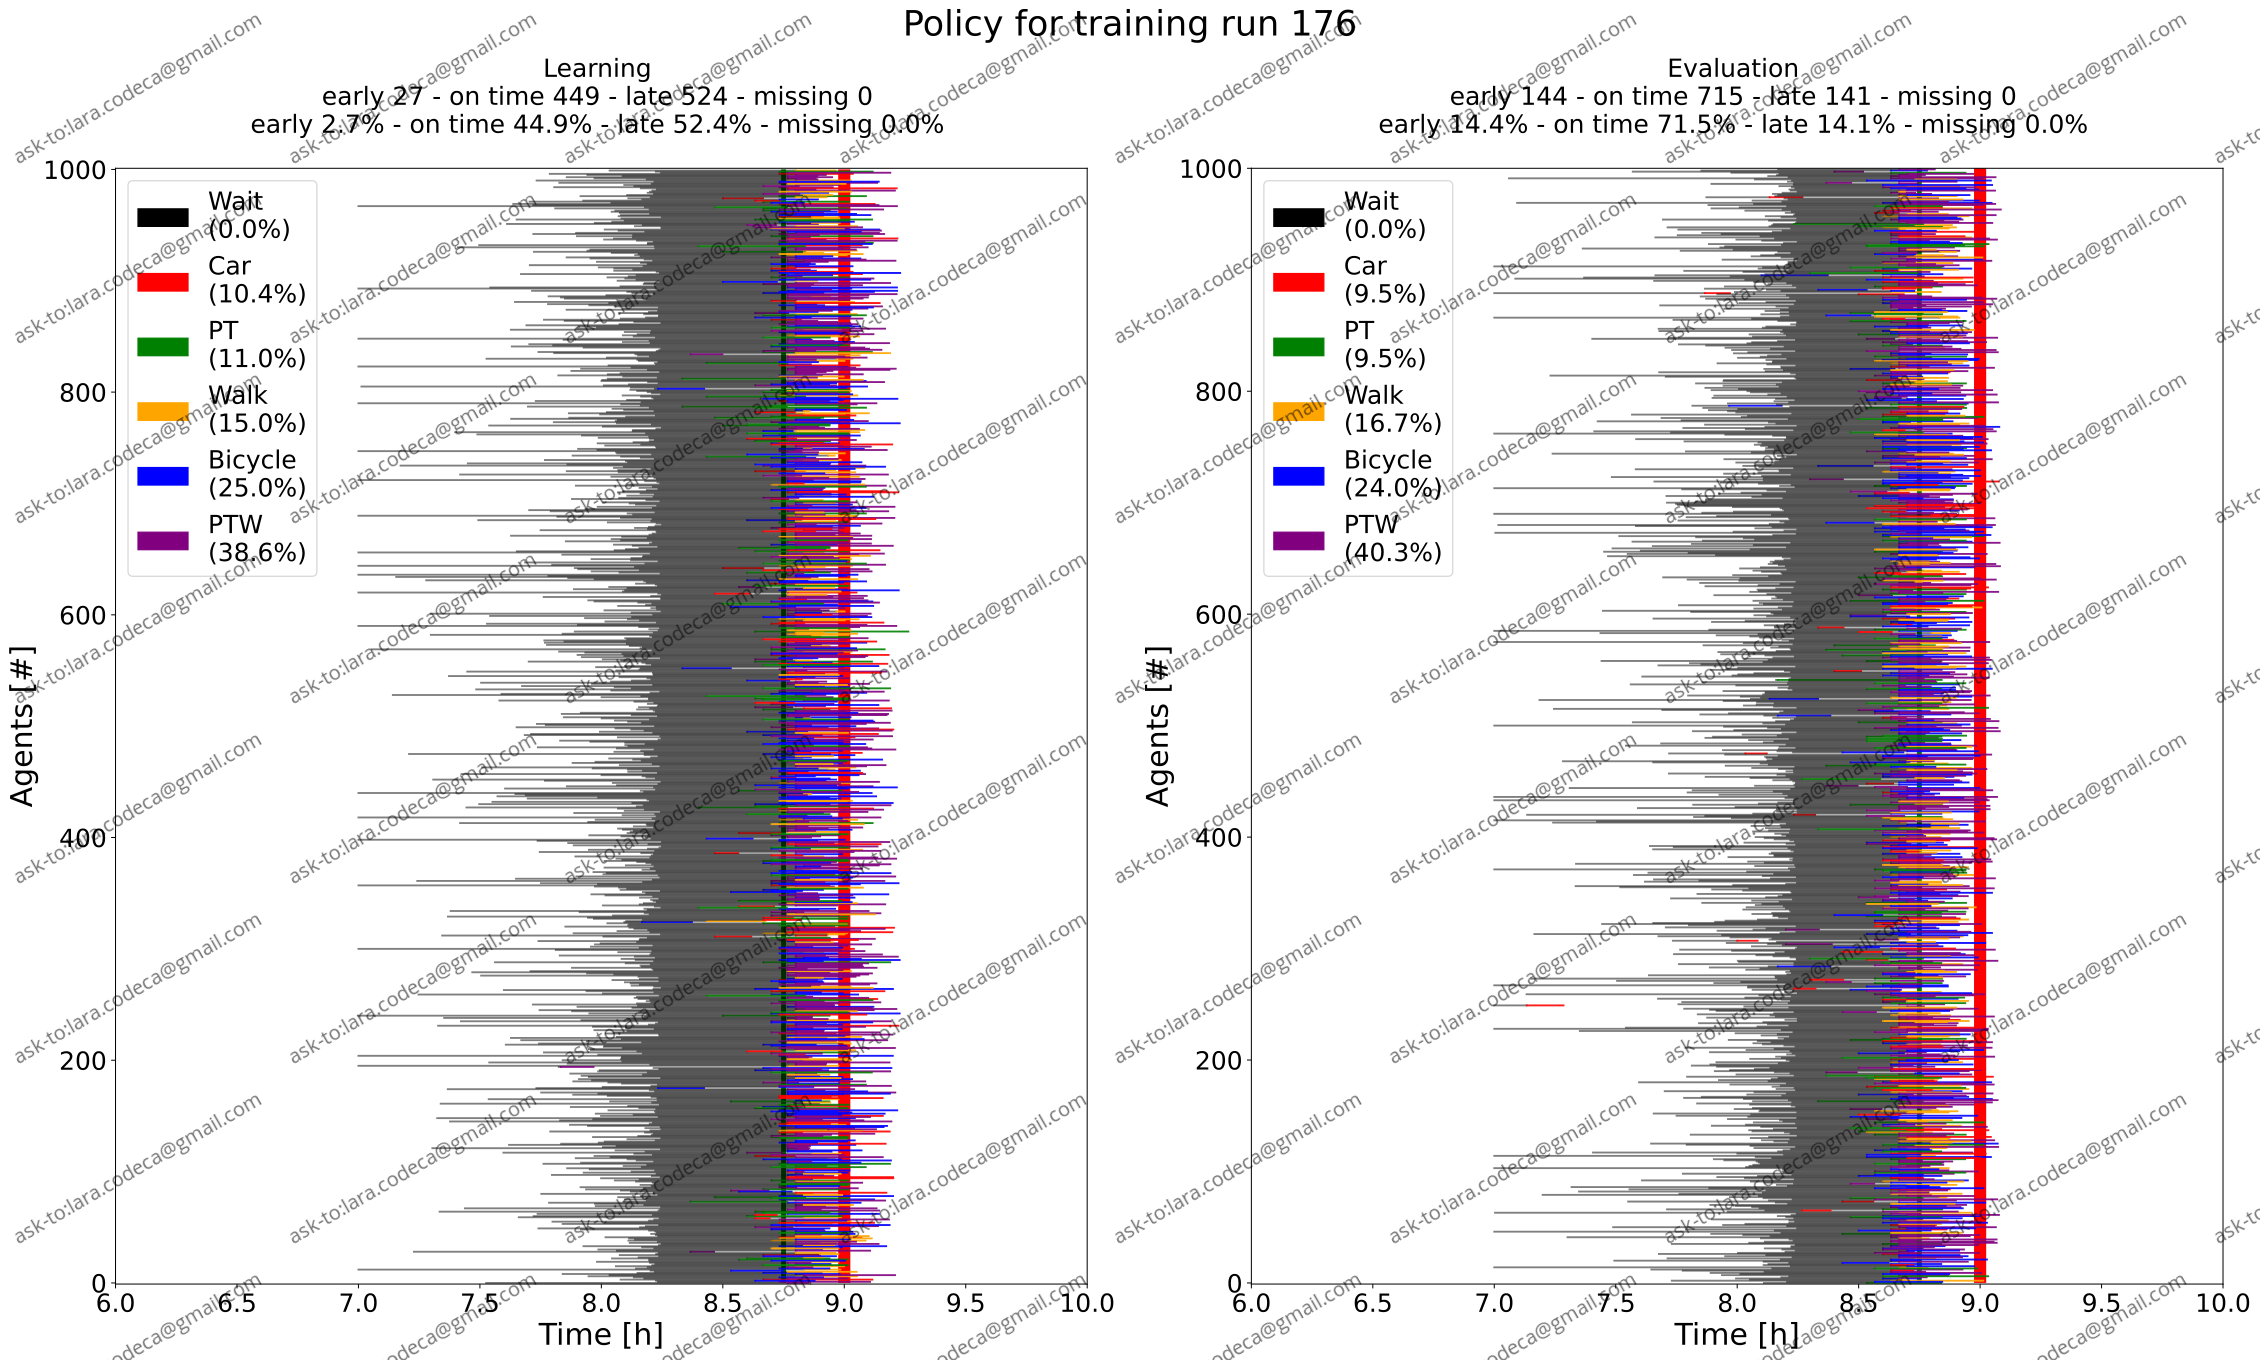 Policy for training run 176
Learning
early 27 - on time 449 - late 524 - missing 0
early 2.7% - on time 44.9% - late 52.4% - missing 0.0%
Evaluation
early 144 - on time 715 - late 141 - missing 0
early 14.4% - on time 71.5% - late 14.1% - missing 0.0%
Agents [#]
1000
800
600
400
200
0
Wait
(0.0%)
Car
(10.4%)
PT
(11.0%)
Walk
(15.0%)
Bicycle
(25.0%)
PTW
(38.6%)
6.0 6.5 7.0 7.5 8.0 8.5 9.0 9.5 10.0
Time [h]
Agents [#]
1000
800
600
400
200
0
Wait
(0.0%)
Car
(9.5%)
PT
(9.5%)
Walk
(16.7%)
Bicycle
(24.0%)
PTW
(40.3%)
6.0 6.5 7.0 7.5 8.0 8.5 9.0 9.5 10.0
Time [h]
ask-to:lara.codeca@gmail.com